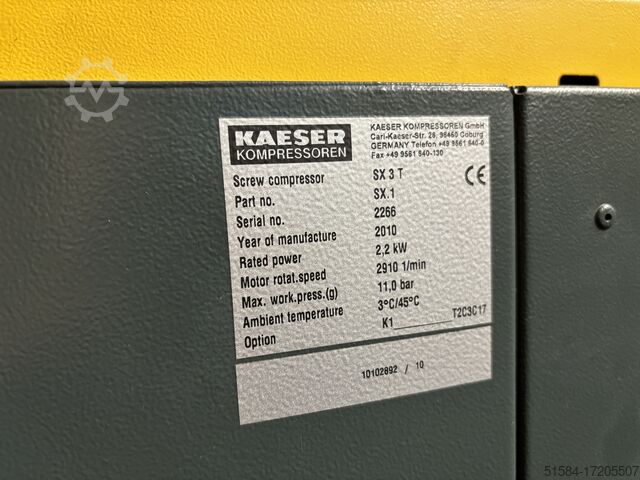 KAESER
KOMPRESSOREN
KAESER KOMPRESSOREN GmbH
Carl-Kaeser-Str. 26, 96450 Coburg
GERMANY Telefon +49 9561 640-0
Fax +49 9561 640-130
Screw compressor SX 3 T CE
Part no. SX.1
Serial no. 2266
Year of manufacture 2010
Rated power 2,2 kW
Motor rotat.speed 2910 1/min
Max. work.press.(g) 11,0 bar
Ambient temperature 3°C/45°C
Option K1 T2C3C17
10102892 / 10
51584-17205507